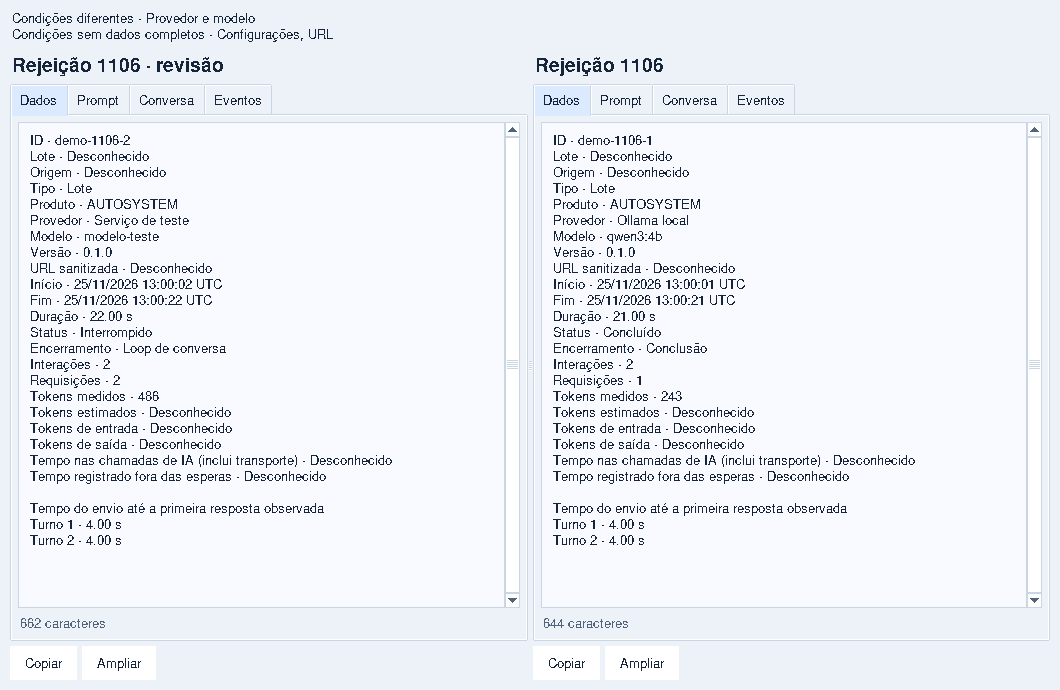 Condições diferentes - Provedor e modelo
Condições sem dados completos - Configurações, URL
Rejeição 1106 - revisão
Dados Prompt Conversa Eventos
ID - demo-1106-2
Lote - Desconhecido
Origem - Desconhecido
Tipo - Lote
Produto - AUTOSYSTEM
Provedor - Serviço de teste
Modelo - modelo-teste
Versão - 0.1.0
URL sanitizada - Desconhecido
Início - 25/11/2026 13:00:02 UTC
Fim - 25/11/2026 13:00:22 UTC
Duração - 22.00 s
Status - Interrompido
Encerramento - Loop de conversa
Interações - 2
Requisições - 2
Tokens medidos - 486
Tokens estimados - Desconhecido
Tokens de entrada - Desconhecido
Tokens de saída - Desconhecido
Tempo nas chamadas de IA (inclui transporte) - Desconhecido
Tempo registrado fora das esperas - Desconhecido
Tempo do envio até a primeira resposta observada
Turno 1 - 4.00 s
Turno 2 - 4.00 s
662 caracteres
Copiar Ampliar
Rejeição 1106
Dados Prompt Conversa Eventos
ID - demo-1106-1
Lote - Desconhecido
Origem - Desconhecido
Tipo - Lote
Produto - AUTOSYSTEM
Provedor - Ollama local
Modelo - qwen3:4b
Versão - 0.1.0
URL sanitizada - Desconhecido
Início - 25/11/2026 13:00:01 UTC
Fim - 25/11/2026 13:00:21 UTC
Duração - 21.00 s
Status - Concluído
Encerramento - Conclusão
Interações - 2
Requisições - 1
Tokens medidos - 243
Tokens estimados - Desconhecido
Tokens de entrada - Desconhecido
Tokens de saída - Desconhecido
Tempo nas chamadas de IA (inclui transporte) - Desconhecido
Tempo registrado fora das esperas - Desconhecido
Tempo do envio até a primeira resposta observada
Turno 1 - 4.00 s
Turno 2 - 4.00 s
644 caracteres
Copiar Ampliar